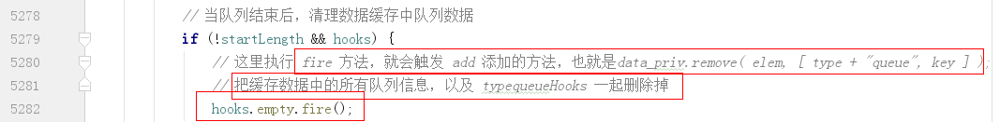 5278 // 当队列结束后，清理数据缓存中队列数据
5279 if (!startLength && hooks) {
5280 // 这里执行 fire 方法，就会触发 add 添加的方法，也就是data_priv.remove( elem, [ type + "queue", key ] );
5281 // 把缓存数据中的所有队列信息，以及 typequeueHooks 一起删除掉
5282 hooks.empty.fire();